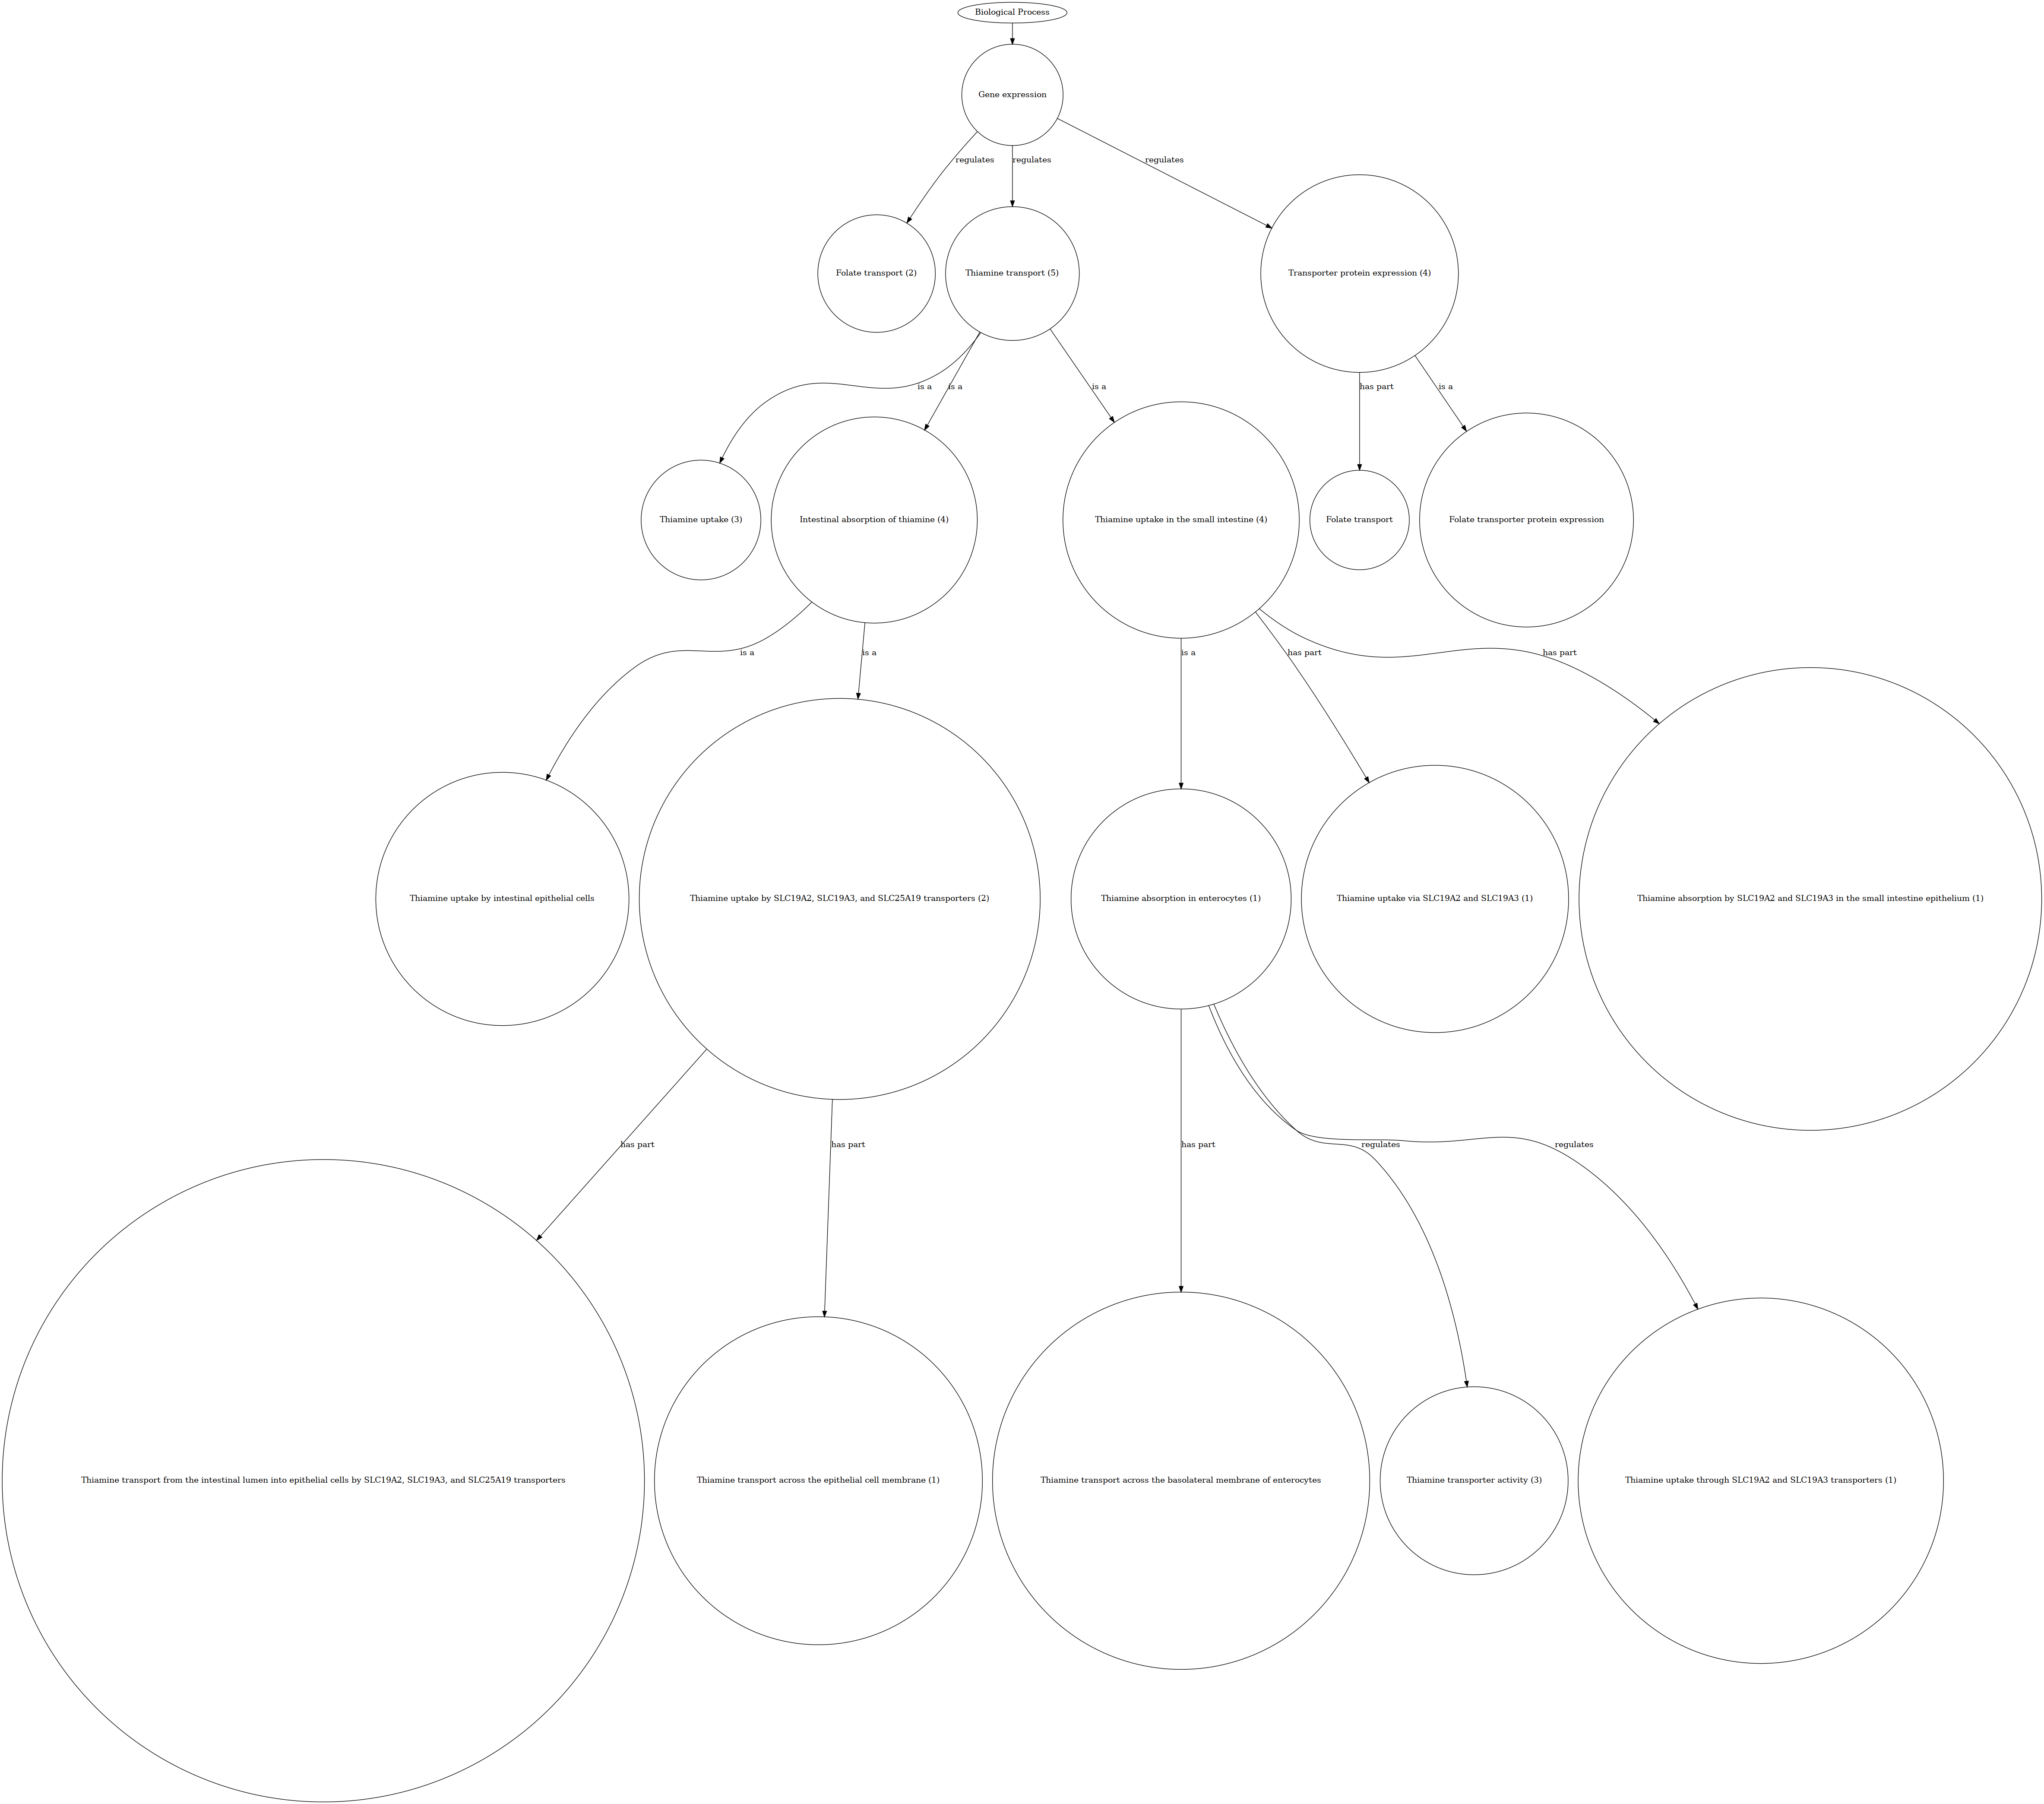 Biological Process
Gene expression
regulates
regulates
regulates
Folate transport (2)
Thiamine transport (5)
Transporter protein expression (4)
is a
is a
is a
has part
is a
Thiamine uptake (3)
Intestinal absorption of thiamine (4)
Thiamine uptake in the small intestine (4)
Folate transport
Folate transporter protein expression
is a
is a
is a
has part
has part
Thiamine uptake by intestinal epithelial cells
Thiamine uptake by SLC19A2, SLC19A3, and SLC25A19 transporters (2)
Thiamine absorption in enterocytes (1)
Thiamine uptake via SLC19A2 and SLC19A3 (1)
Thiamine absorption by SLC19A2 and SLC19A3 in the small intestine epithelium (1)
has part
has part
has part
regulates
regulates
Thiamine transport from the intestinal lumen into epithelial cells by SLC19A2, SLC19A3, and SLC25A19 transporters
Thiamine transport across the epithelial cell membrane (1)
Thiamine transport across the basolateral membrane of enterocytes
Thiamine transporter activity (3)
Thiamine uptake through SLC19A2 and SLC19A3 transporters (1)